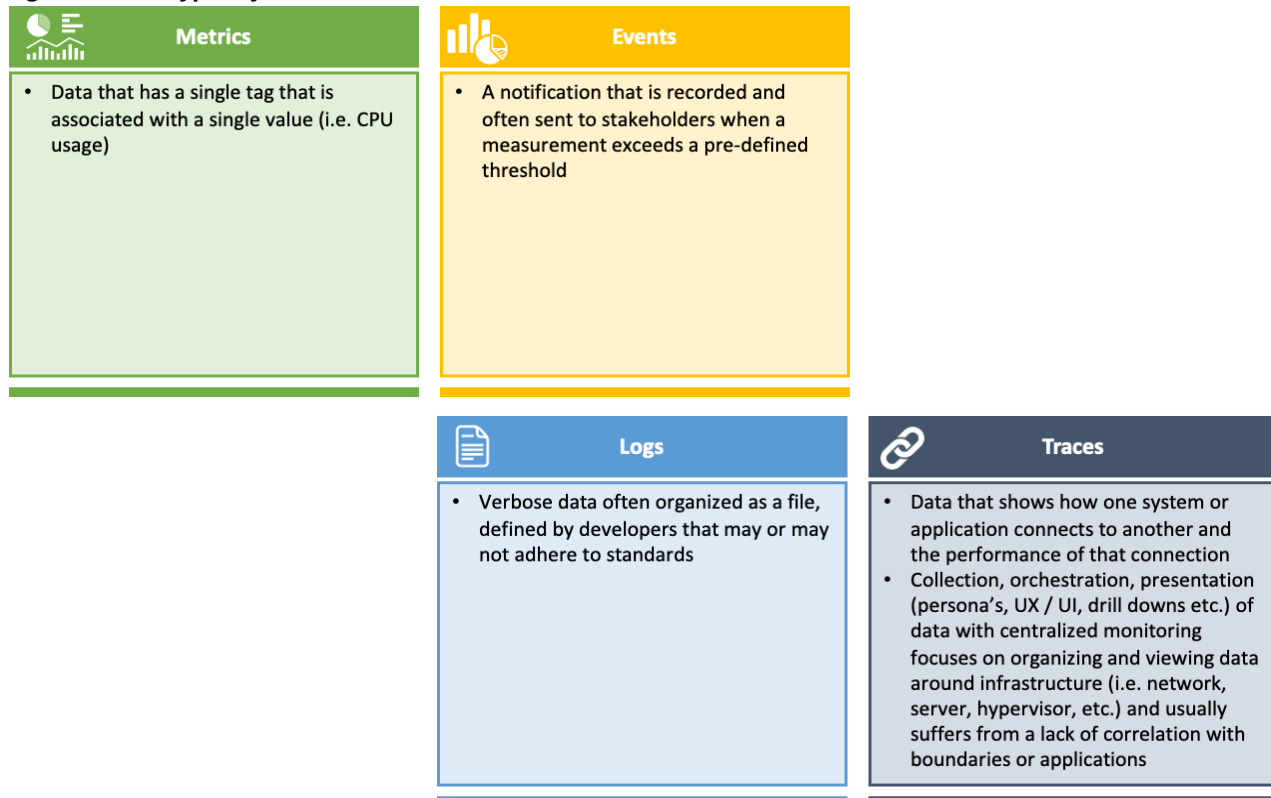 Metrics
• Data that has a single tag that is
associated with a single value (i.e. CPU
usage)
Events
• A notification that is recorded and
often sent to stakeholders when a
measurement exceeds a pre-defined
threshold
Logs
• Verbose data often organized as a file,
defined by developers that may or may
not adhere to standards
Traces
• Data that shows how one system or
application connects to another and
the performance of that connection
• Collection, orchestration, presentation
(persona’s, UX / UI, drill downs etc.) of
data with centralized monitoring
focuses on organizing and viewing data
around infrastructure (i.e. network,
server, hypervisor, etc.) and usually
suffers from a lack of correlation with
boundaries or applications